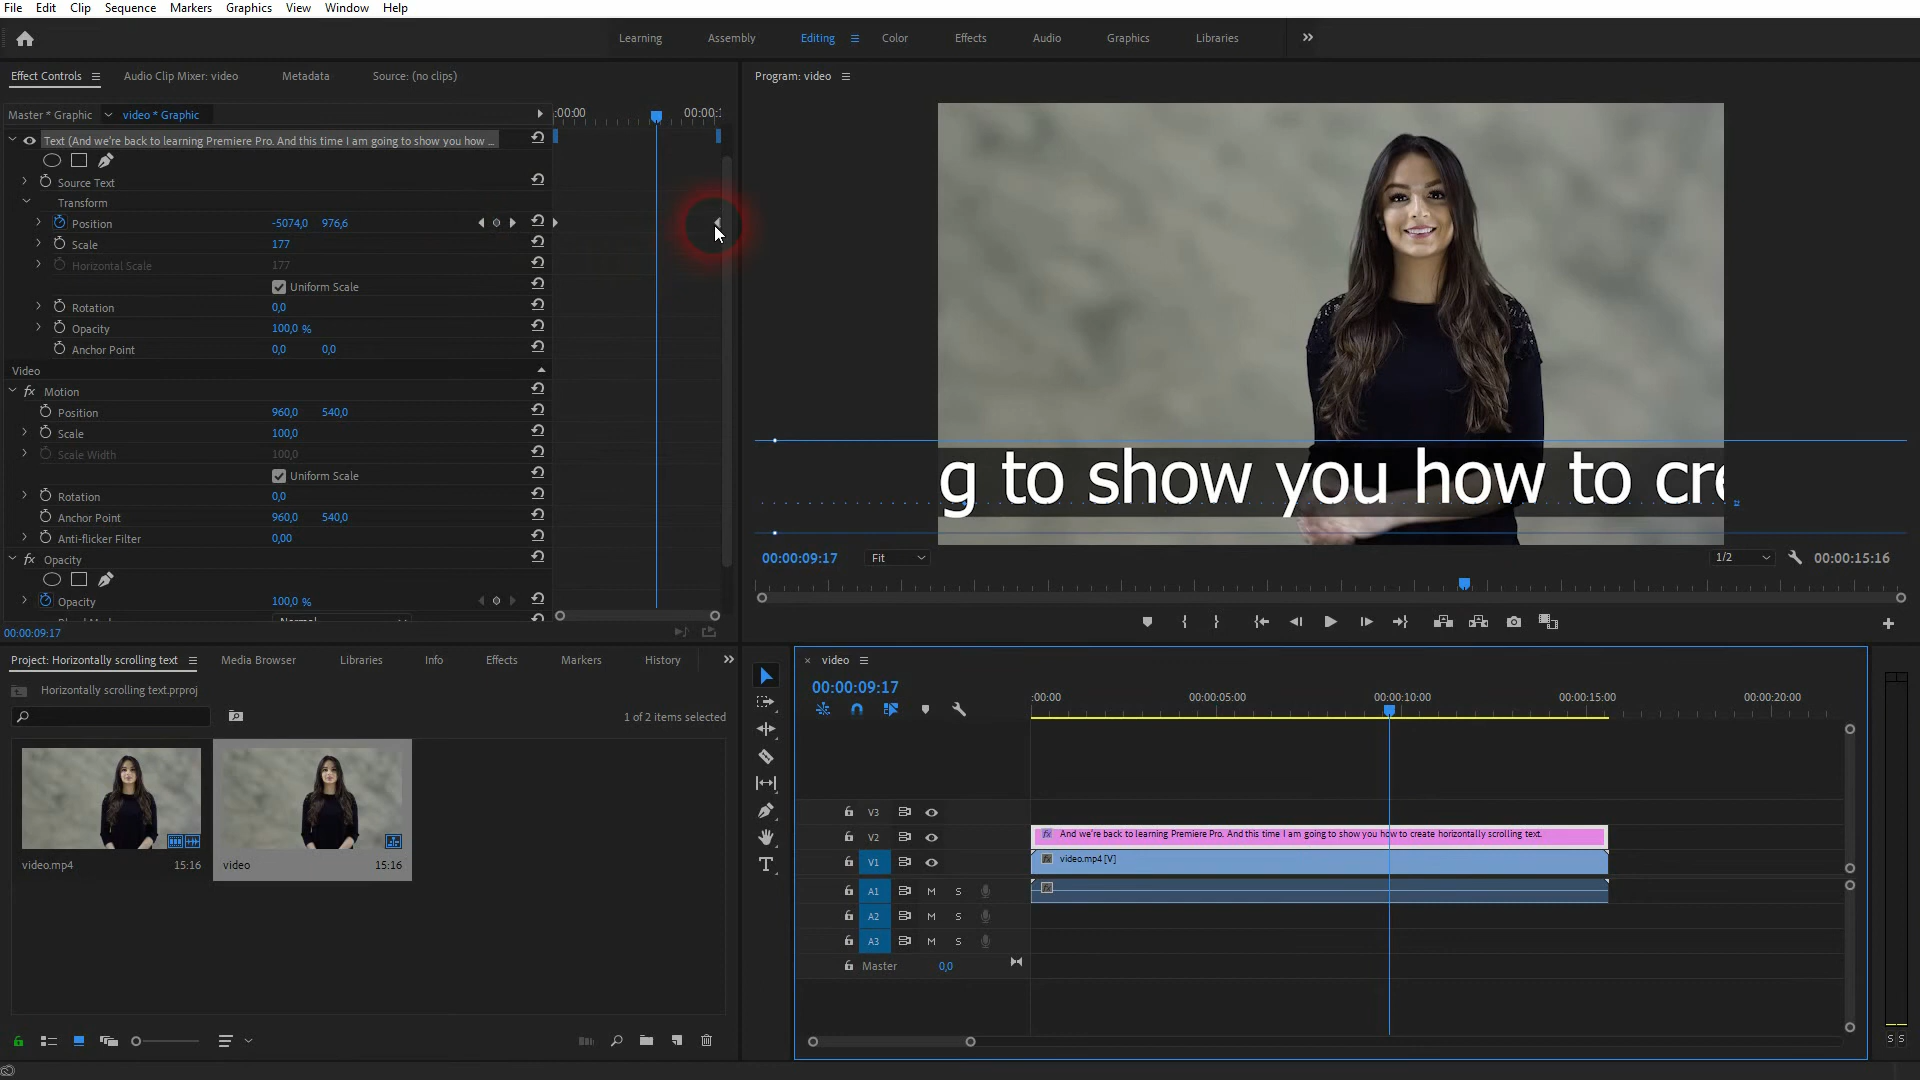 File Edit Clip Sequence Markers Graphics View Window Help
Learning Assembly Editing Color Effects Audio Graphics Libraries
Effect Controls Audio Clip Mixer: video Metadata Source: (no clips)
Program: video
Master * Graphic video * Graphic
:00:00 00:00:1
Text (And we're back to learning Premiere Pro. And this time I am going to show you how ...
Source Text
Transform
Position -5074,0 976,6
Scale 177
Horizontal Scale 177
Uniform Scale
Rotation 0,0
Opacity 100,0 %
Anchor Point 0,0 0,0
Video
fx Motion
Position 960,0 540,0
Scale 100,0
Scale Width 100,0
Uniform Scale
Rotation 0,0
Anchor Point 960,0 540,0
Anti-flicker Filter 0,00
fx Opacity
Opacity 100,0 %
00:00:09:17
g to show you how to cre
00:00:09:17 Fit 1/2 00:00:15:16
Project: Horizontally scrolling text Media Browser Libraries Info Effects Markers History
Horizontally scrolling text.prproj
1 of 2 items selected
video.mp4 15:16 video 15:16
video
00:00:09:17
:00:00 00:00:05:00 00:00:10:00 00:00:15:00 00:00:20:00
V3
V2 fx And we're back to learning Premiere Pro. And this time I am going to show you how to create horizontally scrolling text.
V1 fx video.mp4 [V]
A1 M S fx
A2 M S
A3 M S
Master 0,0
S S